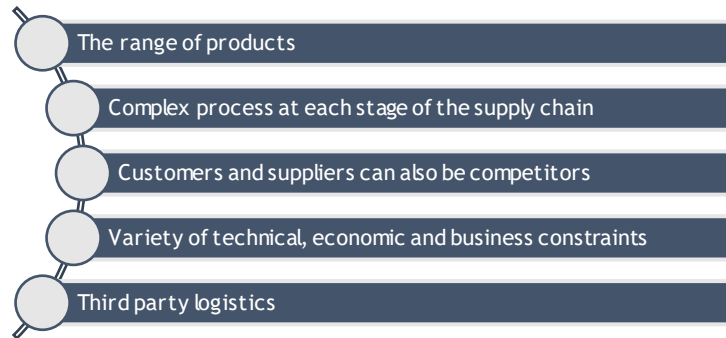 The range of products
Complex process at each stage of the supply chain
Customers and suppliers can also be competitors
Variety of technical, economic and business constraints
Third party logistics